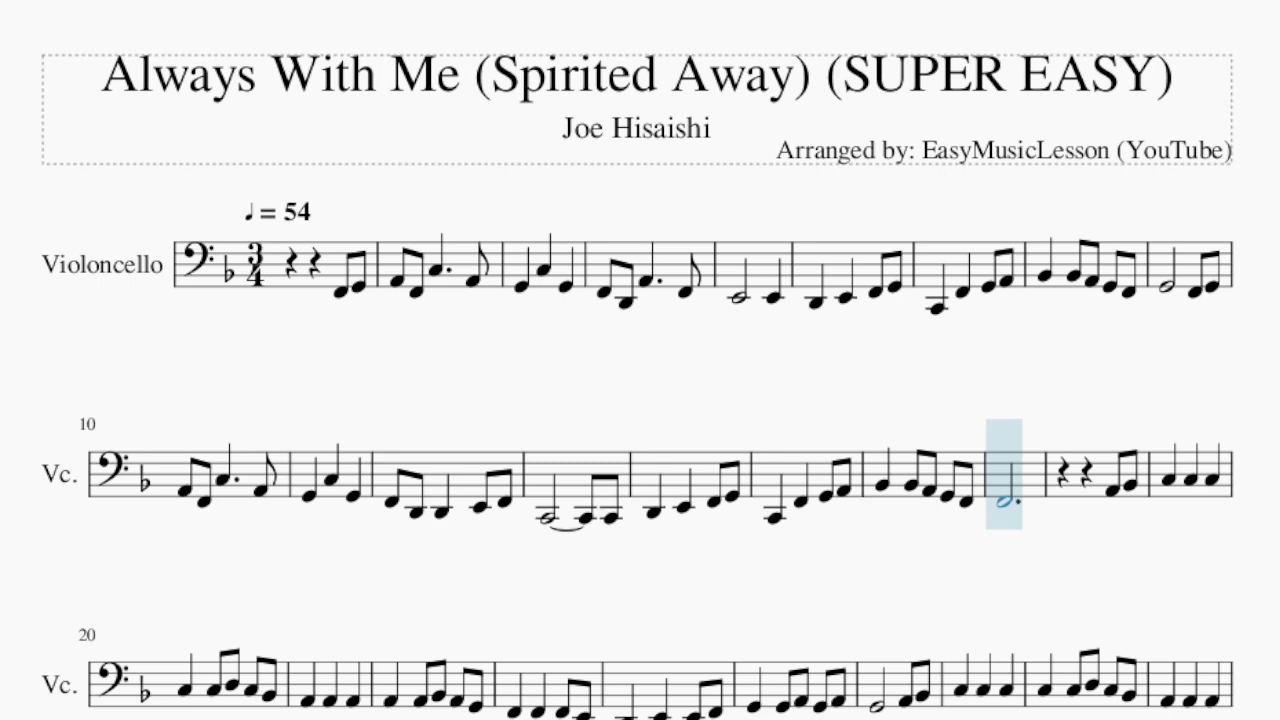 Always With Me (Spirited Away) (SUPER EASY)
Joe Hisaishi
Arranged by: EasyMusicLesson (YouTube)
♩ = 54
Violoncello
3
4
10
Vc.
20
Vc.